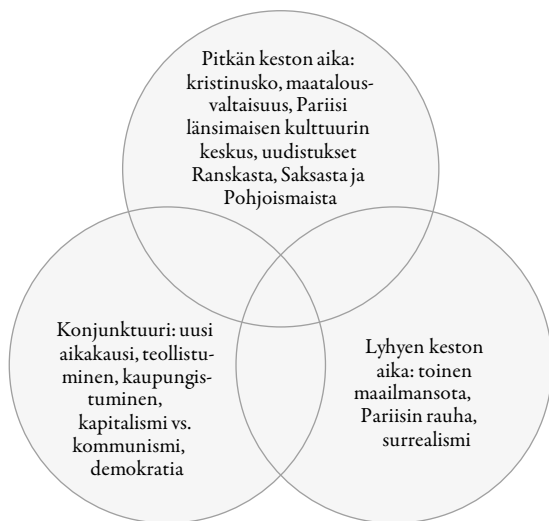 Pitkän keston aika:
kristinusko, maatalous-
valtaisuus, Pariisi
länsimaisen kulttuurin
keskus, uudistukset
Ranskasta, Saksasta ja
Pohjoismaista
Konjunktuuri: uusi
aikakausi, teollistu-
minen, kaupungis-
tuminen,
kapitalismi vs.
kommunismi,
demokratia
Lyhyen keston
aika: toinen
maailmansota,
Pariisin rauha,
surrealismi